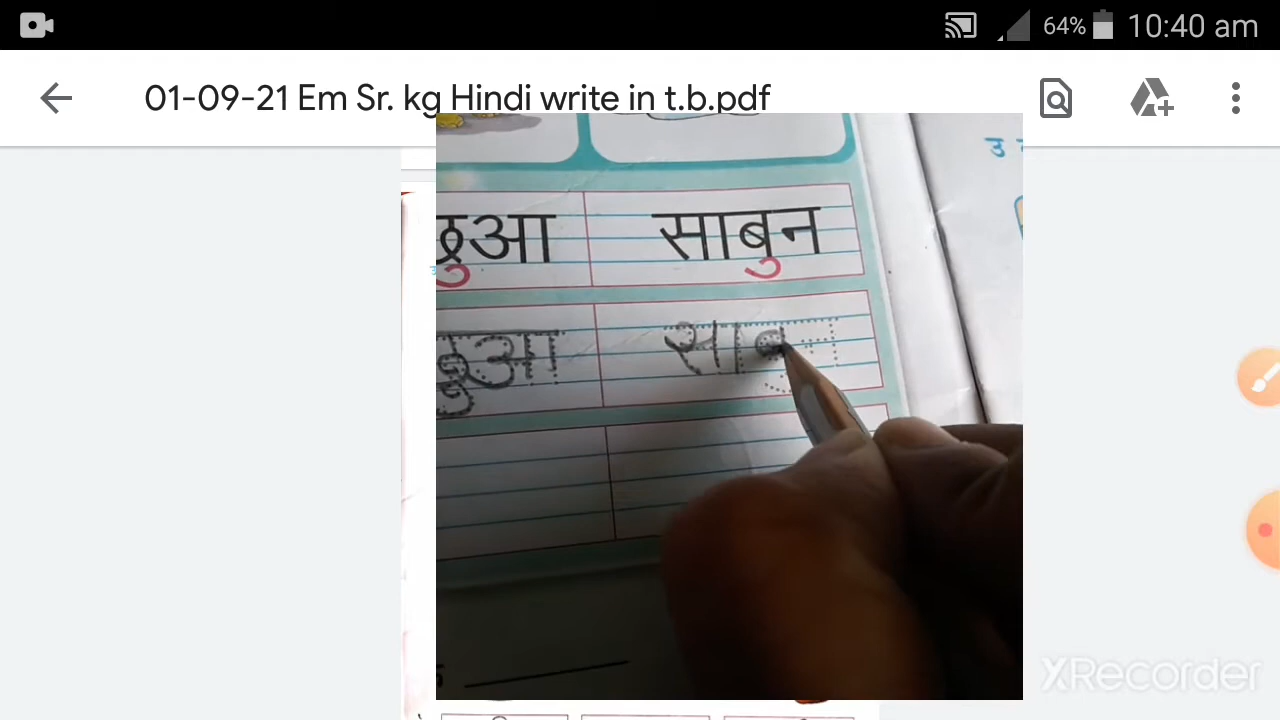 64% 10:40 am
01-09-21 Em Sr. kg Hindi write in t.b.pdf
उ
छुआ साबुन
छुआ साबुन
XRecorder